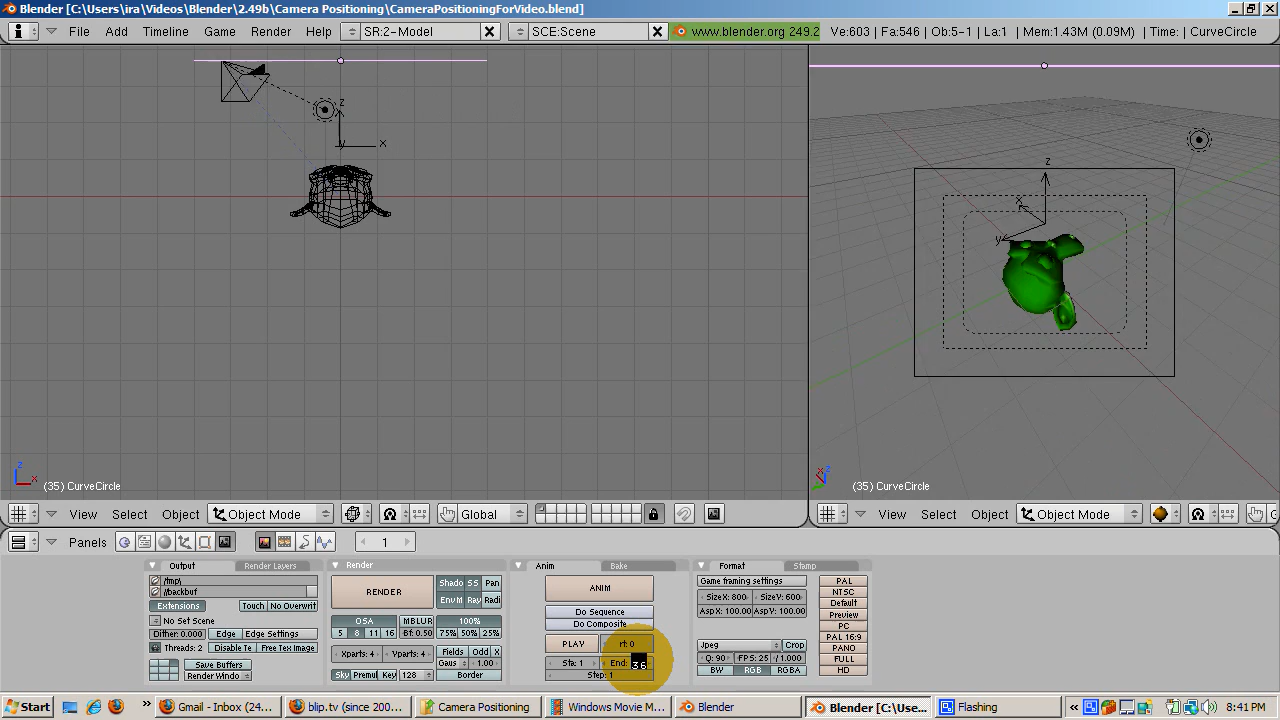 Blender [C:\Users\ira\Videos\Blender\2.49b\Camera Positioning\CameraPositioningForVideo.blend]
File Add Timeline Game Render Help SR:2-Model SCE:Scene www.blender.org 249.2 Ve:603 | Fa:546 | Ob:5-1 | La:1 | Mem:1.43M (0.09M) | Time: | CurveCircle
z
x
y
z
x
y
z
x
(35) CurveCircle
x
z
y
(35) CurveCircle
View Select Object Object Mode Global
View Select Object Object Mode
Panels 1
Output Render Layers
/tmp\
//backbuf
Extensions Touch No Overwrit
No Set Scene
Dither: 0.000 Edge Edge Settings
Threads: 2 Disable Te Free Tex Image
Save Buffers
Render Windo
Render
RENDER
Shado SS Pan
EnvM Ray Radi
OSA MBLUR 100%
5 8 11 16 Bf: 0.50 75% 50% 25%
Xparts: 4 Yparts: 4 Fields Odd X
Gaus 1.00
Sky Premul Key 128 Border
Anim Bake
ANIM
Do Sequence
Do Composite
PLAY rt: 0
Sta: 1 End: 36
Step: 1
Format Stamp
Game framing settings
SizeX: 800 SizeY: 600
AspX: 100.00 AspY: 100.00
Jpeg Crop
Q: 90 FPS: 25 /1.000
BW RGB RGBA
PAL
NTSC
Default
Preview
PC
PAL 16:9
PANO
FULL
HD
Start Gmail - Inbox (24... blip.tv (since 200... Camera Positioning Windows Movie M... Blender Blender [C:\Use... Flashing 8:41 PM